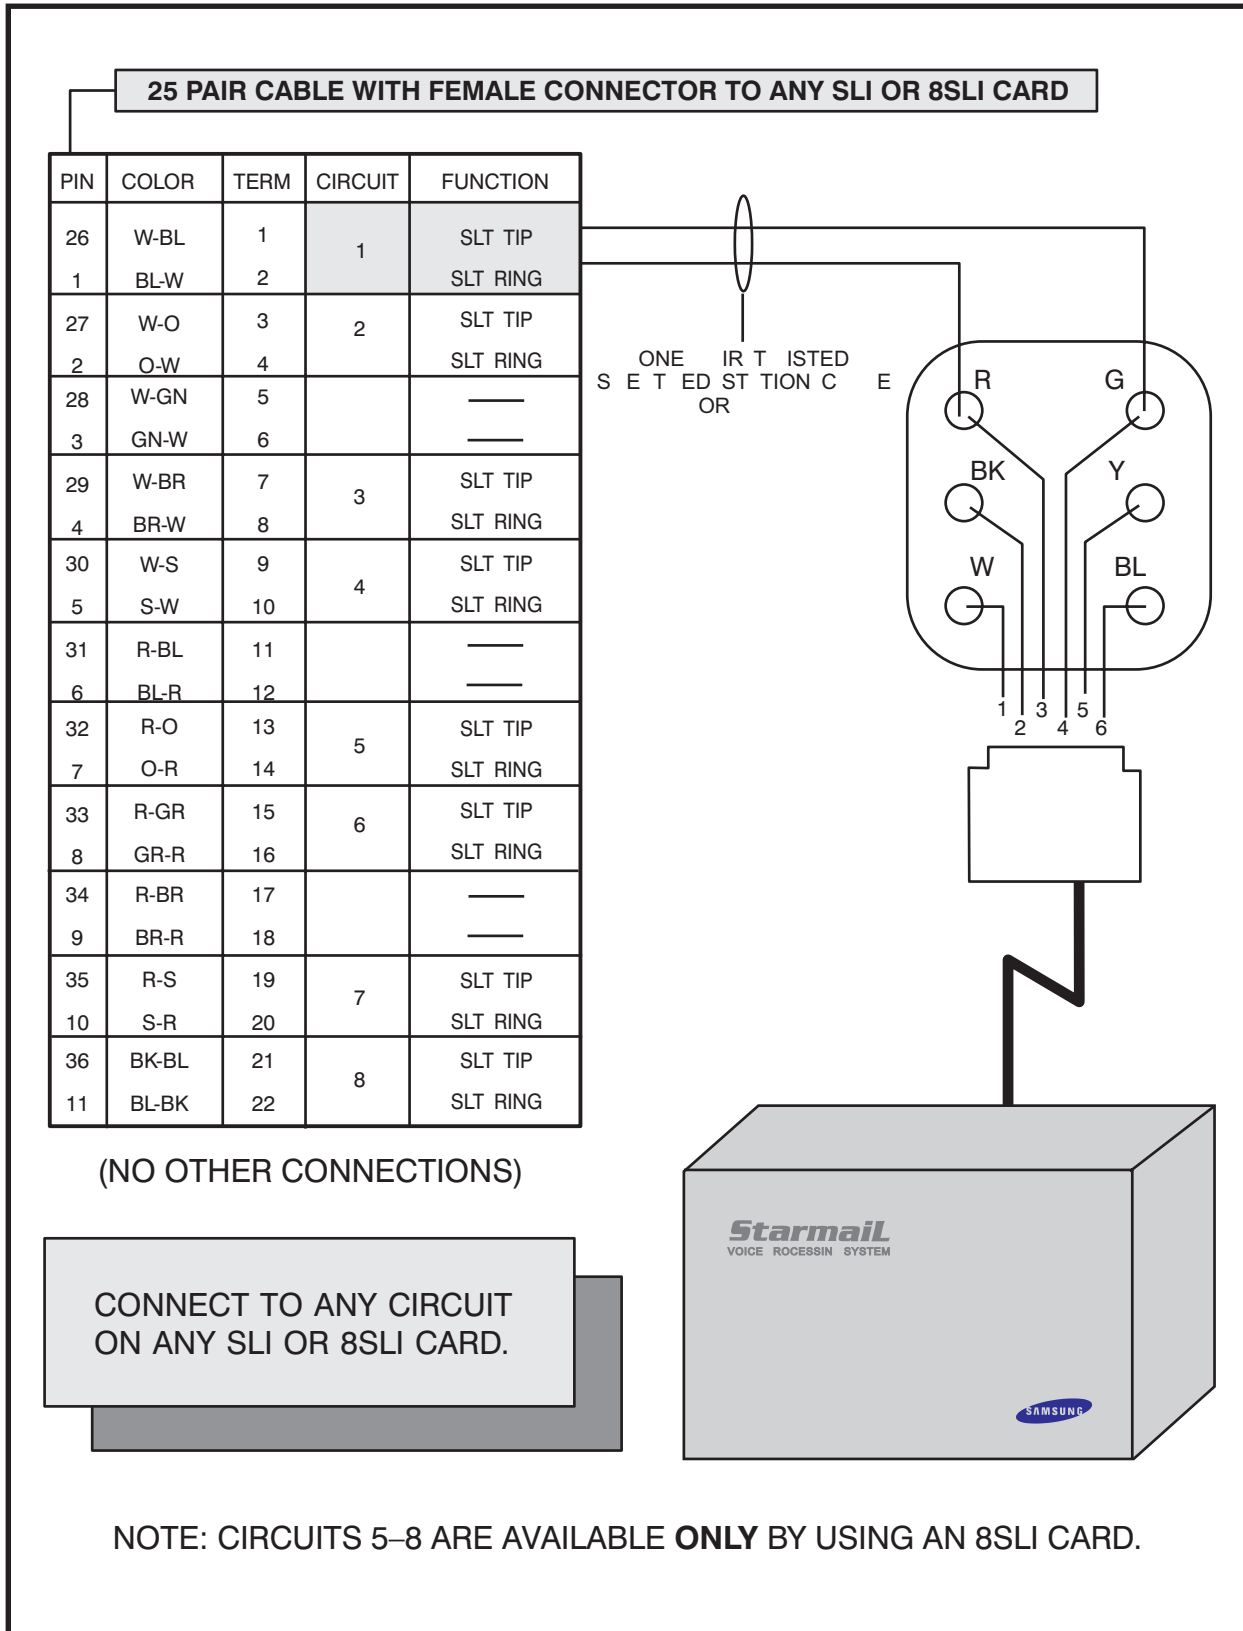 25 PAIR CABLE WITH FEMALE CONNECTOR TO ANY SLI OR 8SLI CARD
PIN COLOR TERM CIRCUIT FUNCTION
26 W-BL 1 1 SLT TIP
1 BL-W 2 SLT RING
27 W-O 3 2 SLT TIP
2 O-W 4 SLT RING
28 W-GN 5 ——
3 GN-W 6 ——
29 W-BR 7 3 SLT TIP
4 BR-W 8 SLT RING
30 W-S 9 4 SLT TIP
5 S-W 10 SLT RING
31 R-BL 11 ——
6 BL-R 12 ——
32 R-O 13 5 SLT TIP
7 O-R 14 SLT RING
33 R-GR 15 6 SLT TIP
8 GR-R 16 SLT RING
34 R-BR 17 ——
9 BR-R 18 ——
35 R-S 19 7 SLT TIP
10 S-R 20 SLT RING
36 BK-BL 21 8 SLT TIP
11 BL-BK 22 SLT RING
(NO OTHER CONNECTIONS)
ONE IR T ISTED
S E T ED ST TION C E
OR
R G
BK Y
W BL
1 2 3 4 5 6
StarmaiL
VOICE ROCESSIN SYSTEM
SAMSUNG
CONNECT TO ANY CIRCUIT
ON ANY SLI OR 8SLI CARD.
NOTE: CIRCUITS 5–8 ARE AVAILABLE ONLY BY USING AN 8SLI CARD.